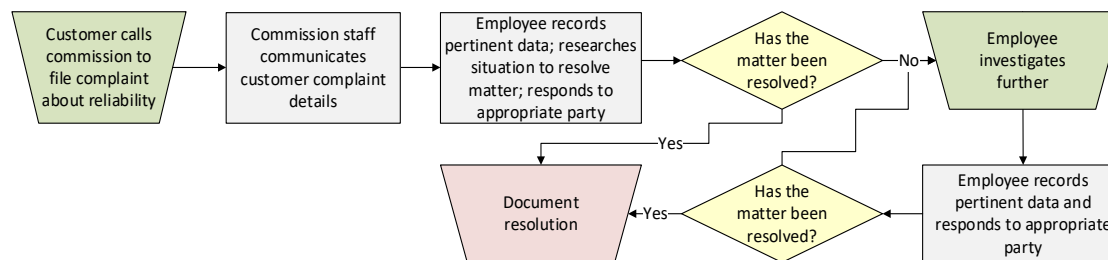 Customer calls
commission to
file complaint
about reliability
Commission staff
communicates
customer complaint
details
Employee records
pertinent data; researches
situation to resolve
matter; responds to
appropriate party
Has the
matter been
resolved?
No
Employee
investigates
further
Yes
Document
resolution
Yes
Has the
matter been
resolved?
Employee records
pertinent data and
responds to appropriate
party